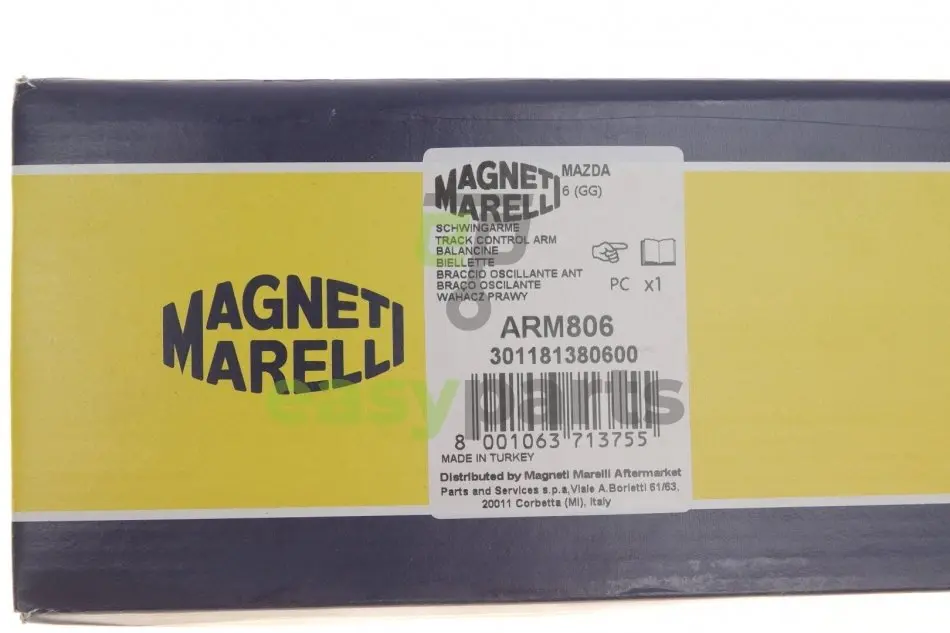 MAGNETI
MARELLI
MAGNETI
MARELLI
MAZDA
6 (GG)
SCHWINGARME
TRACK CONTROL ARM
BALANCINE
BIELLETTE
BRACCIO OSCILLANTE ANT
BRAÇO OSCILANTE
WAHACZ PRAWY
PC x1
ARM806
301181380600
easyparts
8 001063 713755
MADE IN TURKEY
Distributed by Magneti Marelli Aftermarket
Parts and Services s.p.a,Viale A.Borletti 61/63,
20011 Corbetta (MI), Italy